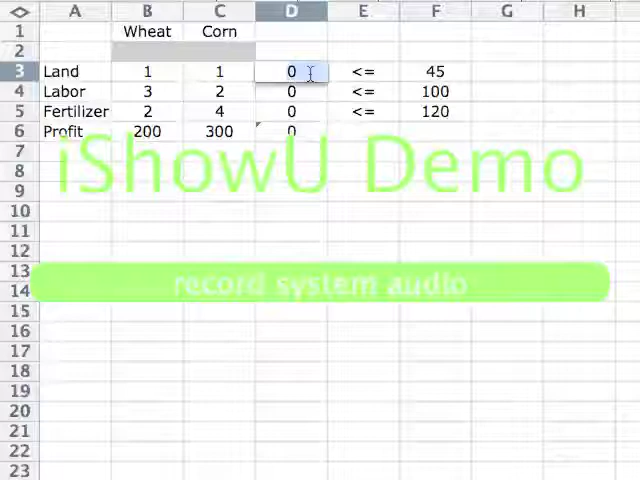 A B C D E F G H
1 Wheat Corn
2
3 Land 1 1 0 <= 45
4 Labor 3 2 0 <= 100
5 Fertilizer 2 4 0 <= 120
6 Profit 200 300 0
7
iShowU Demo
8
9
10
11
12
13
record system audio
14
15
16
17
18
19
20
21
22
23